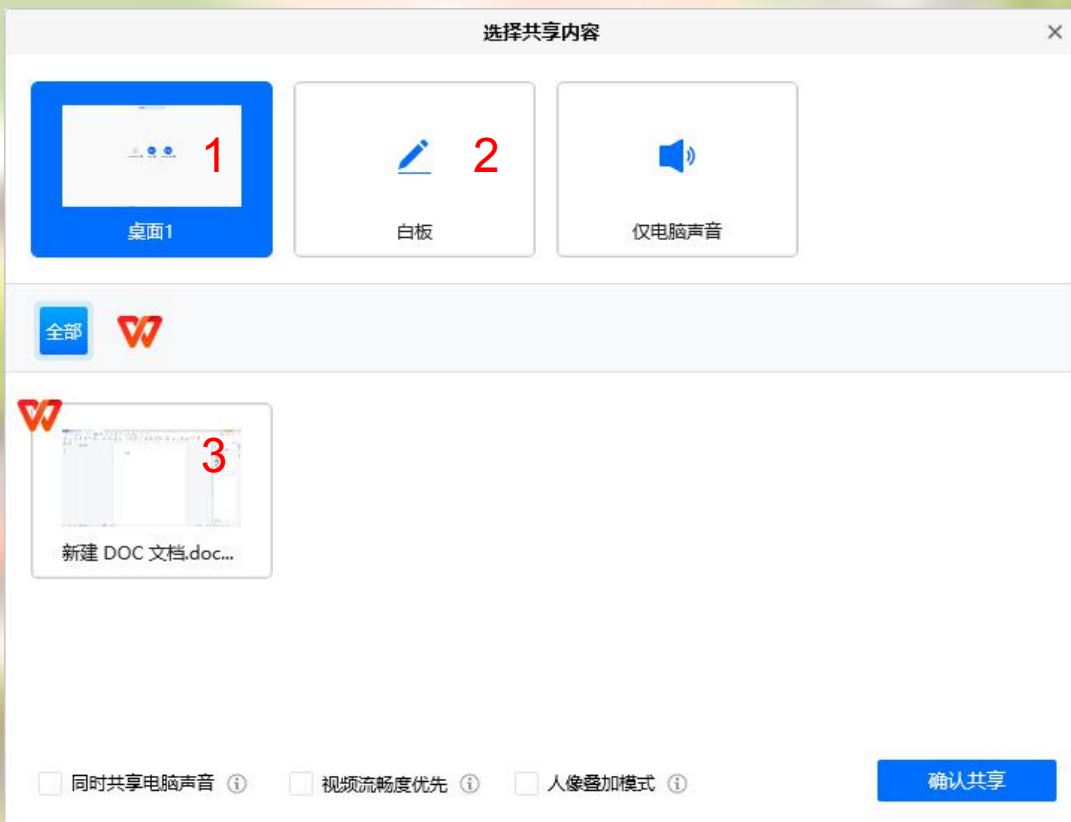 选择共享内容
1
2
桌面1
白板
仅电脑声音
全部
3
新建 DOC 文档.doc...
同时共享电脑声音
视频流畅度优先
人像叠加模式
确认共享